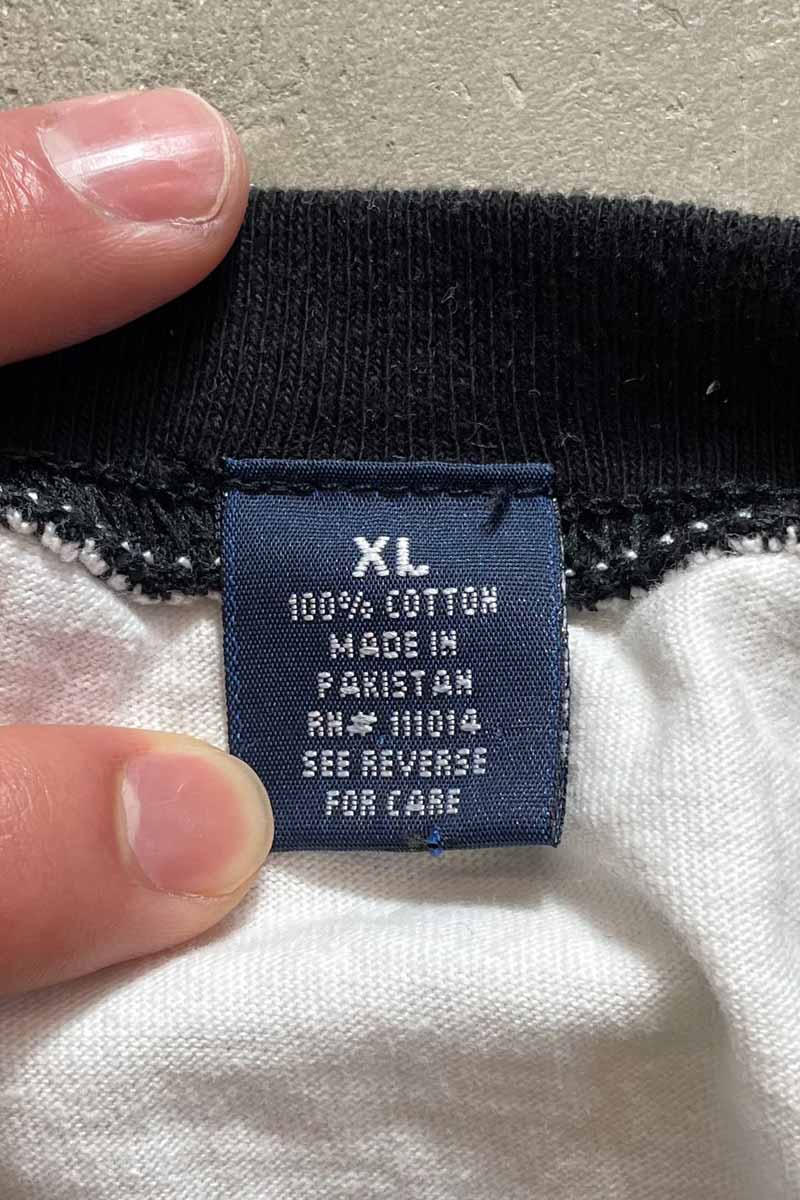 XL
100% COTTON
MADE IN
PAKISTAN
RN# 111014
SEE REVERSE
FOR CARE